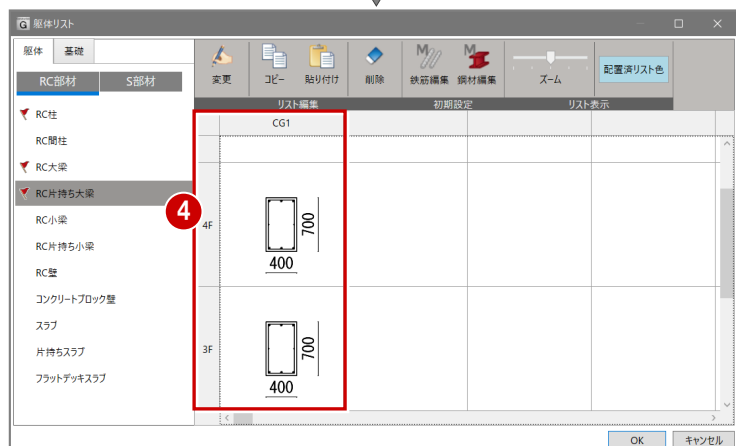 G 躯体リスト
躯体 基礎
RC部材 S部材
変更 コピー 貼り付け 削除 鉄筋編集 鋼材編集 ズーム 配置済リスト色
リスト編集 初期設定 リスト表示
RC柱
RC間柱
RC大梁
RC片持ち大梁
RC小梁
RC片持ち小梁
RC壁
コンクリートブロック壁
スラブ
片持ちスラブ
フラットデッキスラブ
CG1
4
4F
700
400
3F
700
400
OK キャンセル